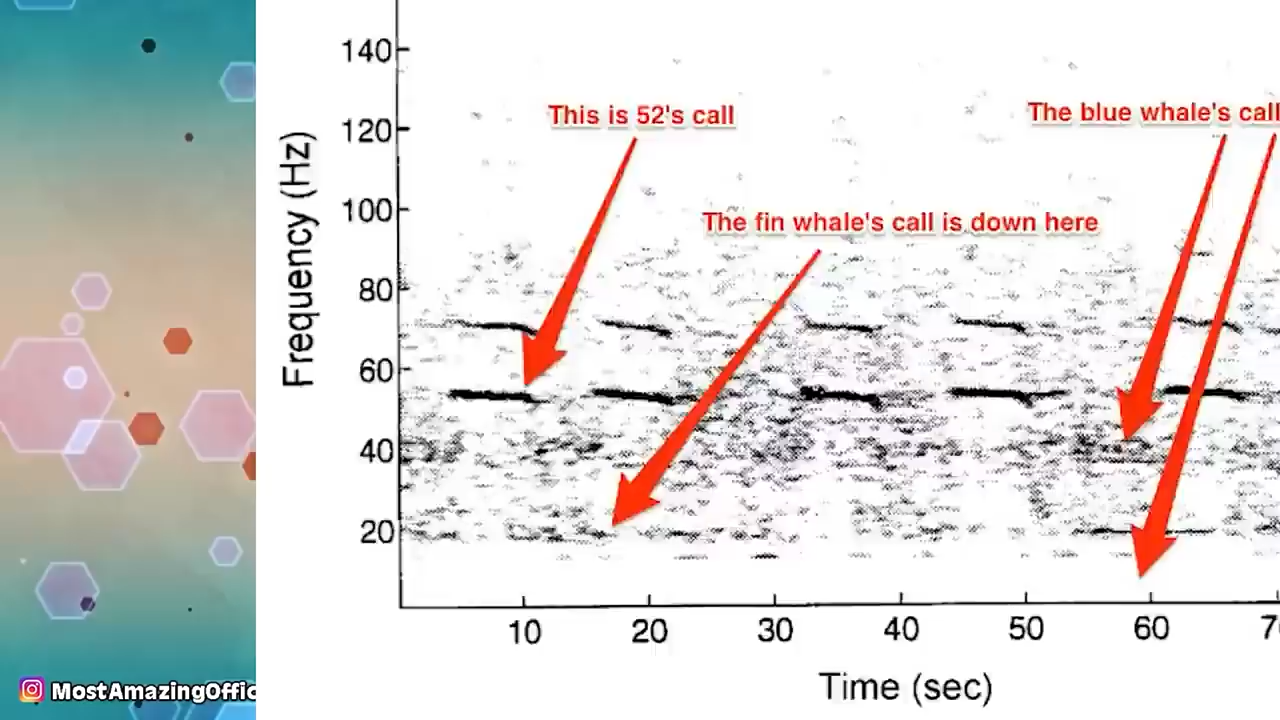 140
This is 52's call
The blue whale's call
120
100
The fin whale's call is down here
80
60
40
20
Frequency (Hz)
10 20 30 40 50 60 7
Time (sec)
MostAmazingOffic